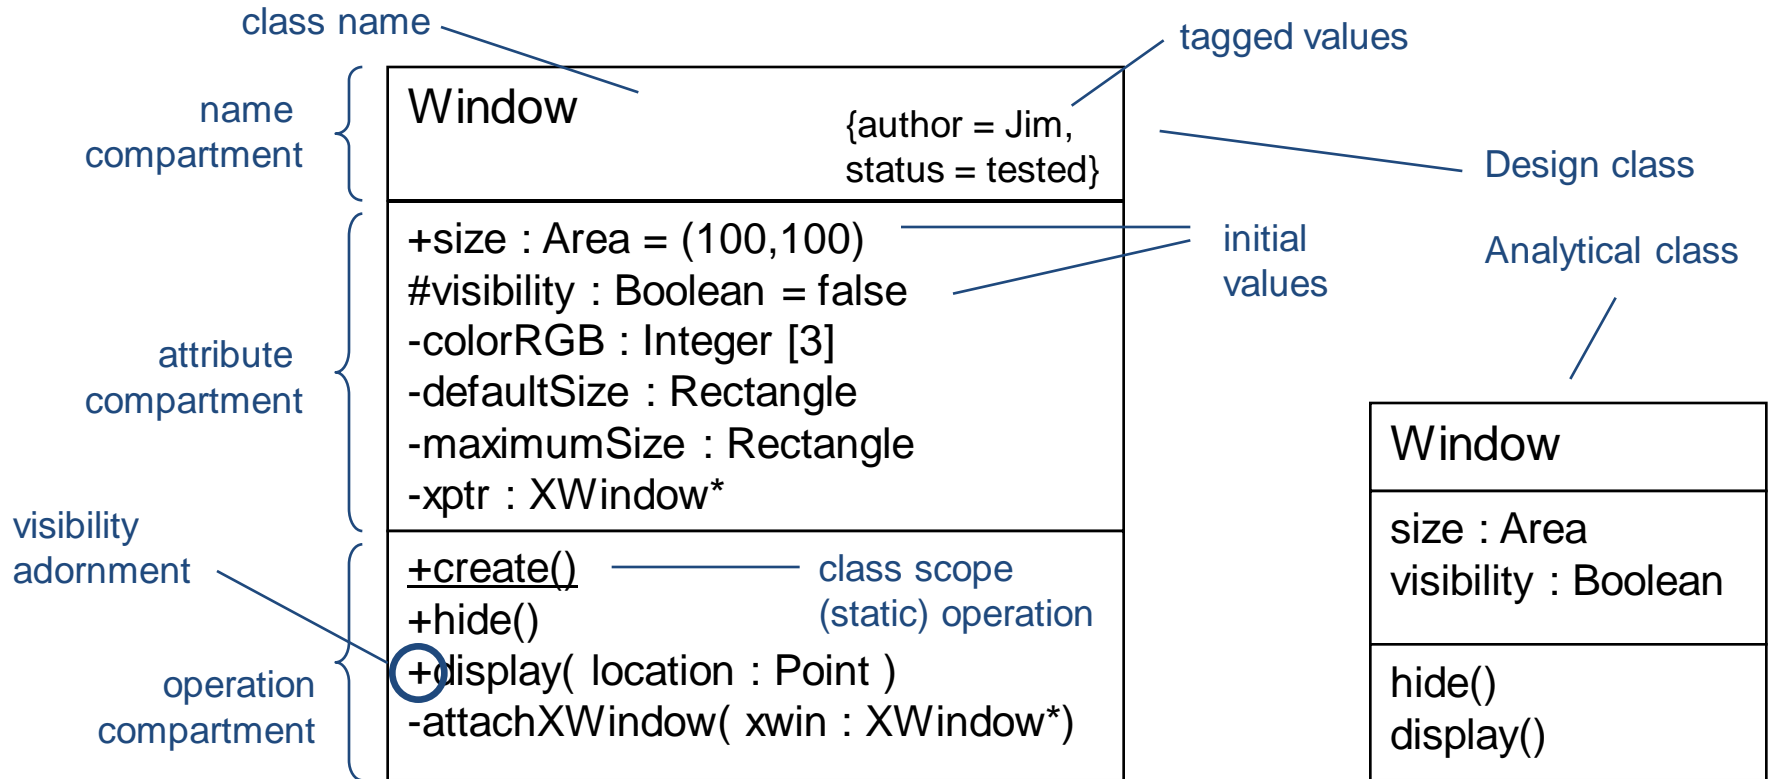 class name
tagged values
name
compartment
Window
{author = Jim,
status = tested}
Design class
Analytical class
+size : Area = (100,100)
#visibility : Boolean = false
-colorRGB : Integer [3]
-defaultSize : Rectangle
-maximumSize : Rectangle
-xptr : XWindow*
initial
values
attribute
compartment
visibility
adornment
+create()
+hide()
+display( location : Point )
-attachXWindow( xwin : XWindow*)
class scope
(static) operation
operation
compartment
Window
size : Area
visibility : Boolean
hide()
display()